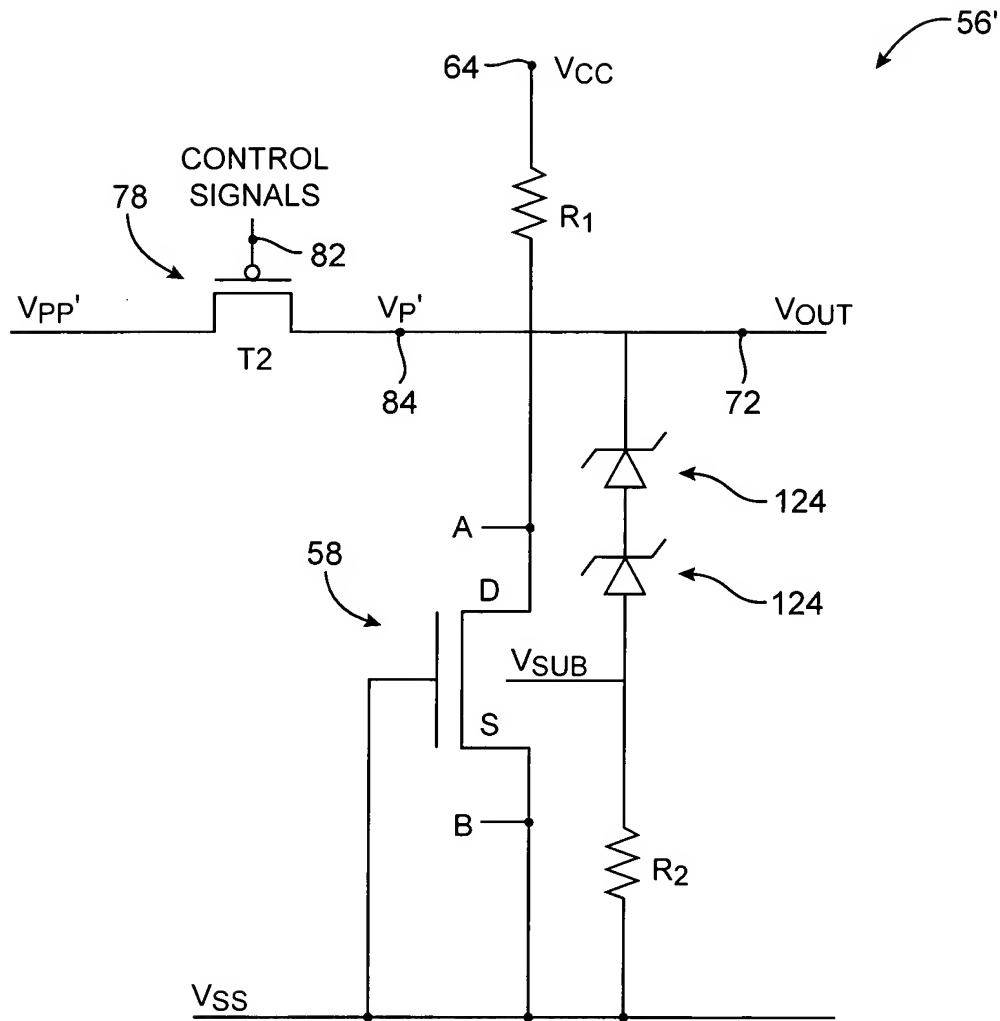 56'
64
VCC
CONTROL
SIGNALS
78
82
R1
VPP'
VP'
VOUT
T2
84
72
124
A
58
D
124
VSUB
S
B
R2
VSS